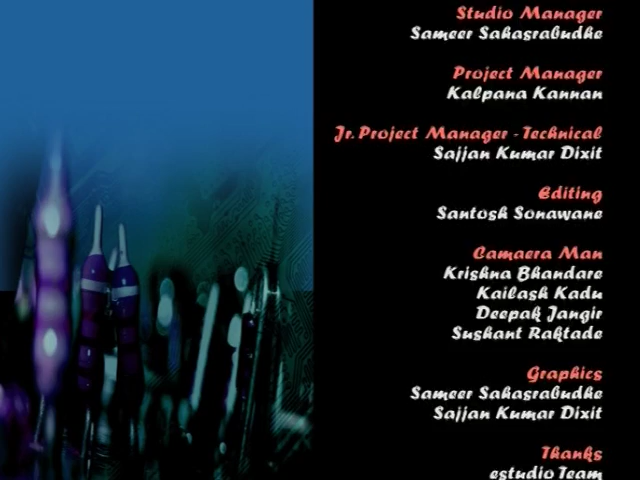 Studio Manager
Sameer Sahasrabudhe
Project Manager
Kalpana Kannan
Jr. Project Manager - Technical
Sajjan Kumar Dixit
Editing
Santosh Sonawane
Camaera Man
Krishna Bhandare
Kailash Kadu
Deepak Jangir
Sushant Raktade
Graphics
Sameer Sahasrabudhe
Sajjan Kumar Dixit
Thanks
estudio Team